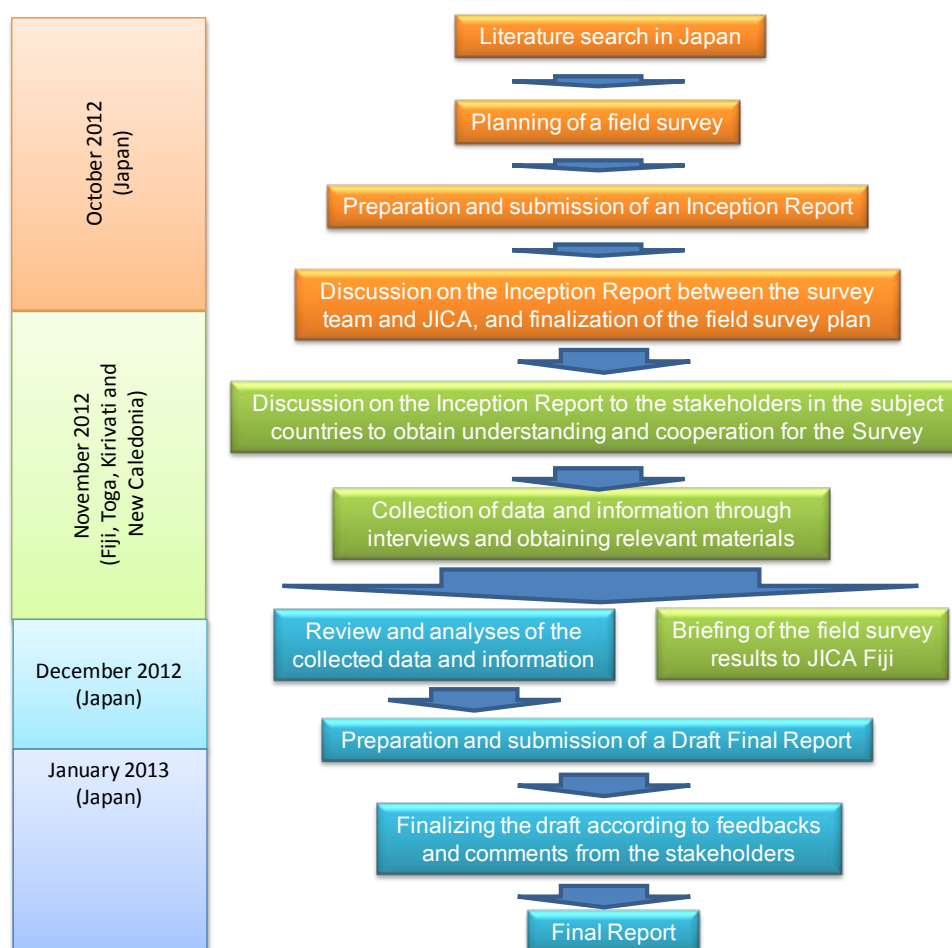 October 2012
(Japan)
Literature search in Japan
Planning of a field survey
Preparation and submission of an Inception Report
Discussion on the Inception Report between the survey
team and JICA, and finalization of the field survey plan
November 2012
(Fiji, Toga, Kirivati and
New Caledonia)
Discussion on the Inception Report to the stakeholders in the subject
countries to obtain understanding and cooperation for the Survey
Collection of data and information through
interviews and obtaining relevant materials
Review and analyses of the
collected data and information
Briefing of the field survey
results to JICA Fiji
December 2012
(Japan)
Preparation and submission of a Draft Final Report
January 2013
(Japan)
Finalizing the draft according to feedbacks
and comments from the stakeholders
Final Report